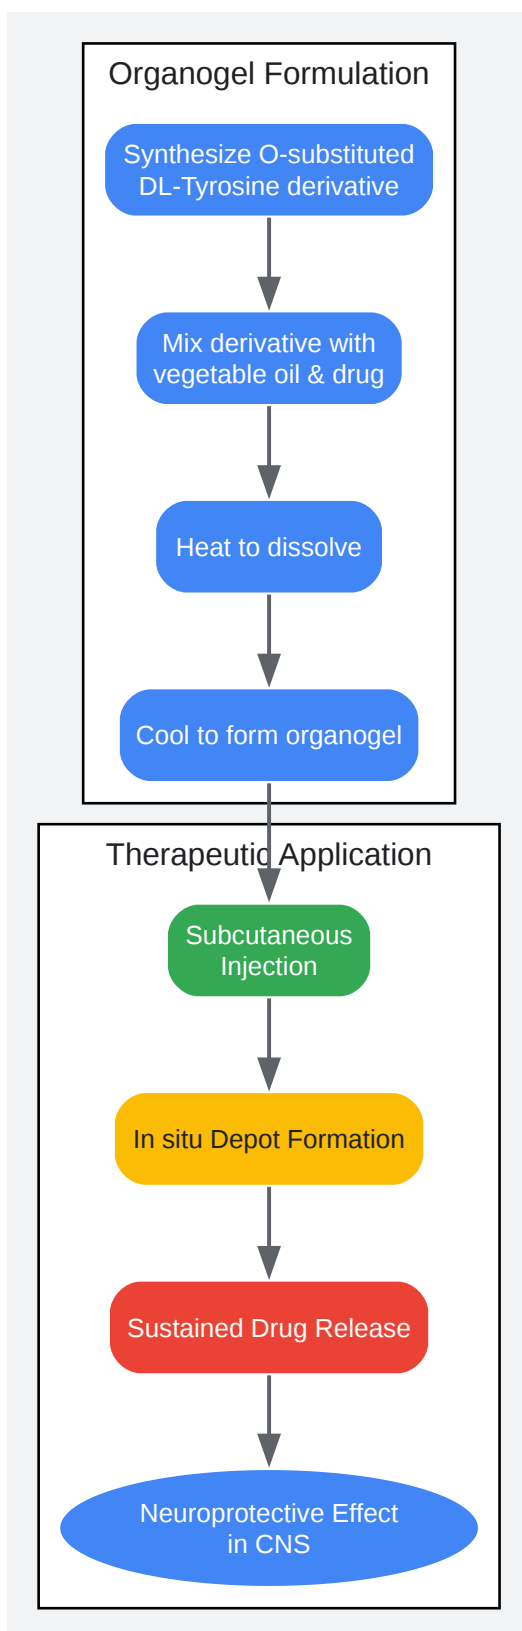 Organogel Formulation
Synthesize O-substituted
DL-Tyrosine derivative
Mix derivative with
vegetable oil & drug
Heat to dissolve
Cool to form organogel
Therapeutic Application
Subcutaneous
Injection
In situ Depot Formation
Sustained Drug Release
Neuroprotective Effect
in CNS